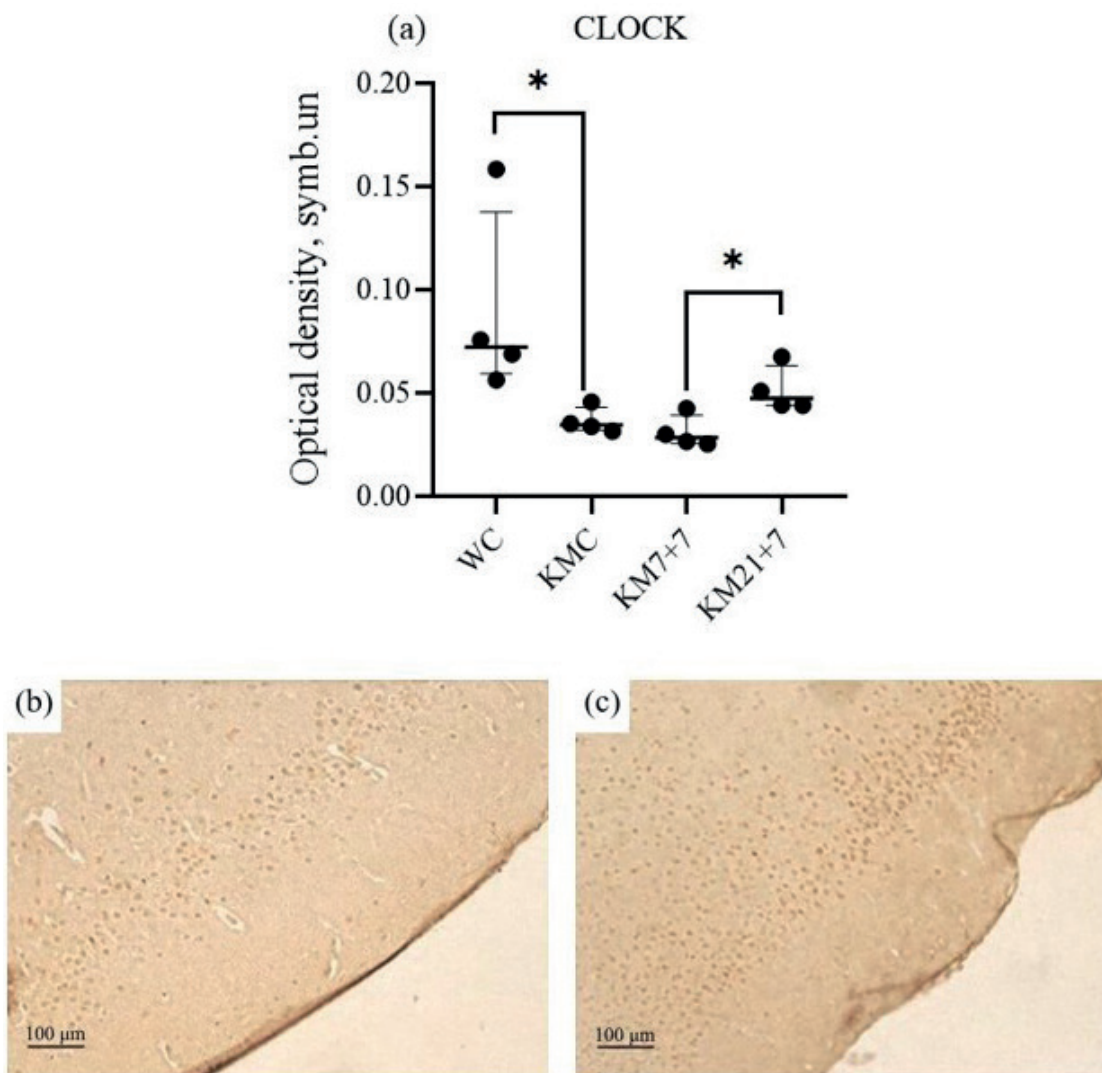 (a) CLOCK
Optical density, symb.un
0.20
0.15
0.10
0.05
0.00
*
*
WC
KMC
KM7+7
KM21+7
(b)
(c)
100 µm
100 µm